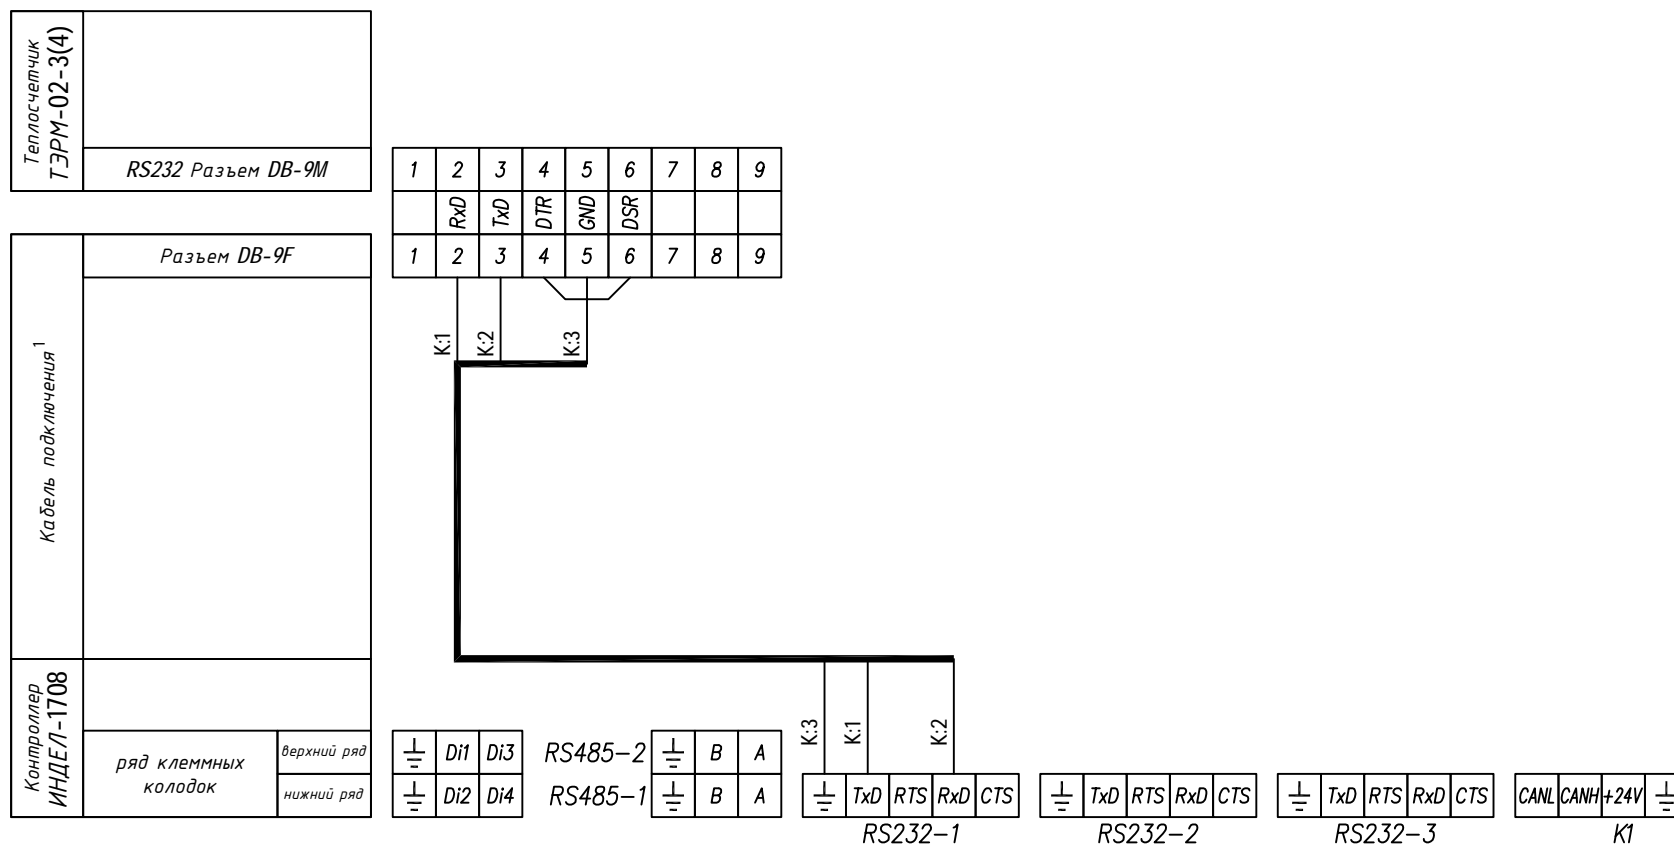 Теплосчетчик
ТЭРМ-02-3(4)
RS232 Разъем DB-9M
1 2 3 4 5 6 7 8 9
RxD TxD DTR GND DSR
Разъем DB-9F
1 2 3 4 5 6 7 8 9
K:1 K:2 K:3
Кабель подключения1
Контроллер
ИНДЕЛ-1708
K:3 K:1 K:2
ряд клеммных
колодок
верхний ряд
нижний ряд
Di1 Di3 RS485-2 B A
Di2 Di4 RS485-1 B A
TxD RTS RxD CTS
TxD RTS RxD CTS
TxD RTS RxD CTS
CANL CANH +24V
RS232-1 RS232-2 RS232-3 K1